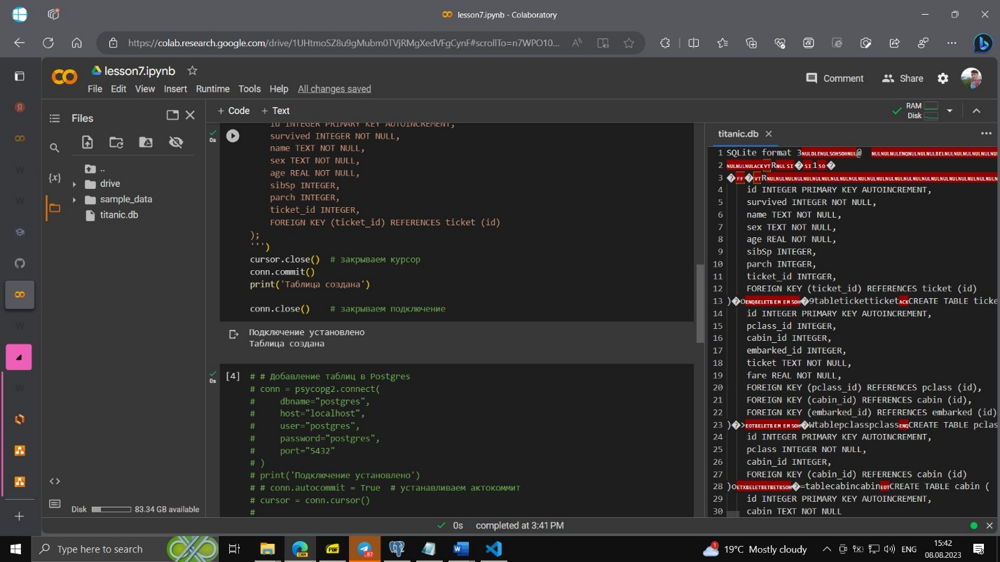 lesson7.ipynb - Colaboratory
https://colab.research.google.com/drive/1UHtmoSZ8u9gMubm0TVjRMgXedVFgCynF#scrollTo=n7WPO10...
lesson7.ipynb
File Edit View Insert Runtime Tools Help All changes saved
Comment
Share
Files
..
drive
sample_data
titanic.db
Disk 83.34 GB available
+ Code + Text
RAM
Disk
0s
id INTEGER PRIMARY KEY AUTOINCREMENT,
survived INTEGER NOT NULL,
name TEXT NOT NULL,
sex TEXT NOT NULL,
age REAL NOT NULL,
sibSp INTEGER,
parch INTEGER,
ticket_id INTEGER,
FOREIGN KEY (ticket_id) REFERENCES ticket (id)
);
''')
cursor.close() # закрываем курсор
conn.commit()
print('Таблица создана')
conn.close() # закрываем подключение
Подключение установлено
Таблица создана
0s
[4] # # Добавление таблиц в Postgres
# conn = psycopg2.connect(
# dbname="postgres",
# host="localhost",
# user="postgres",
# password="postgres",
# port="5432"
# )
# print('Подключение установлено')
# # conn.autocommit = True # устанавливаем актокоммит
# cursor = conn.cursor()
#
titanic.db
1 SQLite format 3
2
3
4 id INTEGER PRIMARY KEY AUTOINCREMENT,
5 survived INTEGER NOT NULL,
6 name TEXT NOT NULL,
7 sex TEXT NOT NULL,
8 age REAL NOT NULL,
9 sibSp INTEGER,
10 parch INTEGER,
11 ticket_id INTEGER,
12 FOREIGN KEY (ticket_id) REFERENCES ticket (id)
13 9tableticketticketACKCREATE TABLE ticke
14 id INTEGER PRIMARY KEY AUTOINCREMENT,
15 pclass_id INTEGER,
16 cabin_id INTEGER,
17 embarked_id INTEGER,
18 ticket TEXT NOT NULL,
19 fare REAL NOT NULL,
20 FOREIGN KEY (pclass_id) REFERENCES pclass (id),
21 FOREIGN KEY (cabin_id) REFERENCES cabin (id),
22 FOREIGN KEY (embarked_id) REFERENCES embarked (id)
23 WtablepclasspclassENQCREATE TABLE pclas
24 id INTEGER PRIMARY KEY AUTOINCREMENT,
25 pclass INTEGER NOT NULL,
26 cabin_id INTEGER,
27 FOREIGN KEY (cabin_id) REFERENCES cabin (id)
28 =tablecabincabinEOTCREATE TABLE cabin (
29 id INTEGER PRIMARY KEY AUTOINCREMENT,
30 cabin TEXT NOT NULL
0s completed at 3:41 PM
Type here to search
CAN
PDF
87
1
19°C Mostly cloudy
ENG
15:42
08.08.2023